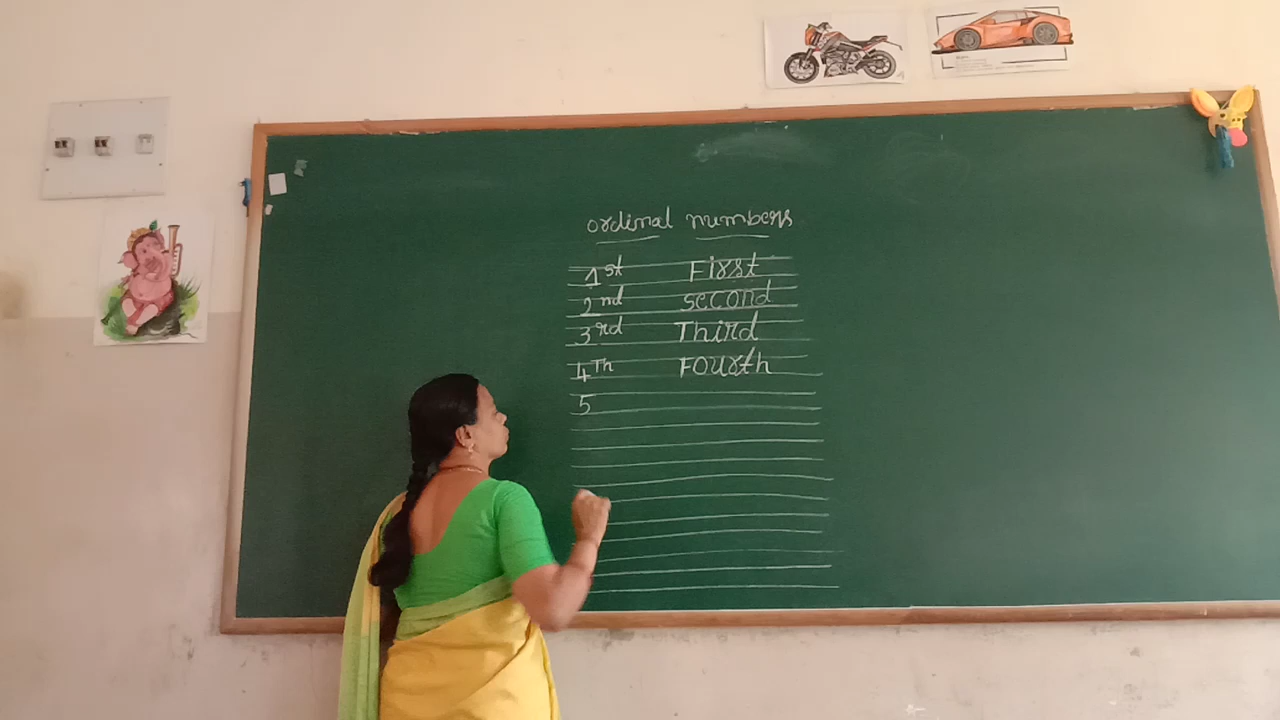 ordinal numbers
1st First
2nd second
3rd Third
4Th Fourth
5